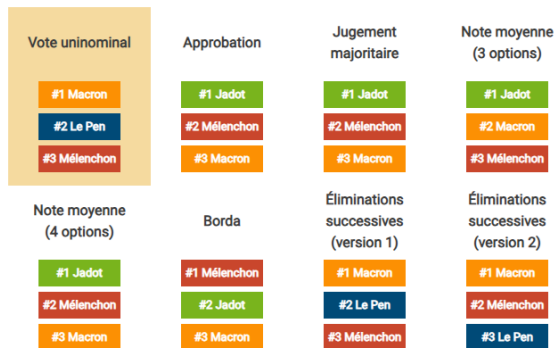 Vote uninominal
#1 Macron
#2 Le Pen
#3 Mélenchon
Approbation
#1 Jadot
#2 Mélenchon
#3 Macron
Jugement
majoritaire
#1 Jadot
#2 Mélenchon
#3 Macron
Note moyenne
(3 options)
#1 Jadot
#2 Macron
#3 Mélenchon
Note moyenne
(4 options)
#1 Jadot
#2 Mélenchon
#3 Macron
Borda
#1 Mélenchon
#2 Jadot
#3 Macron
Éliminations
successives
(version 1)
#1 Macron
#2 Le Pen
#3 Mélenchon
Éliminations
successives
(version 2)
#1 Macron
#2 Mélenchon
#3 Le Pen